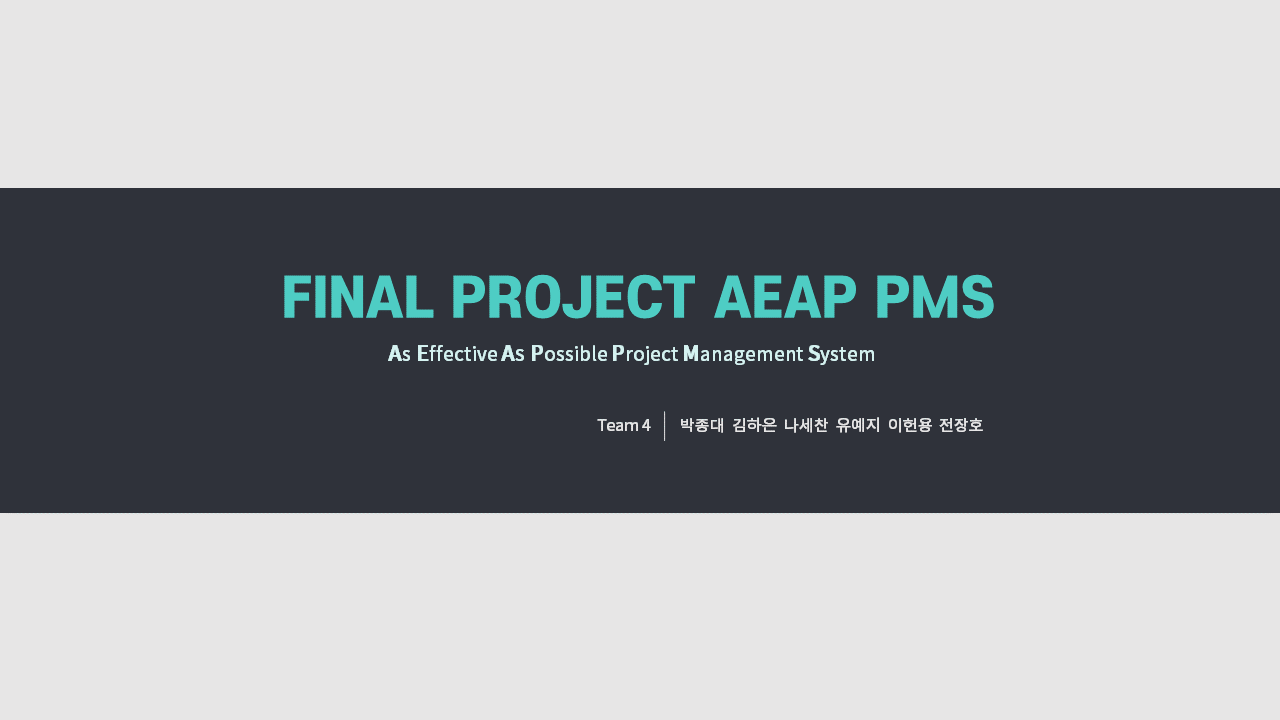 FINAL PROJECT AEAP PMS
As Effective As Possible Project Management System
Team 4 | 박종대 김하은 나세찬 유예지 이헌용 전장호